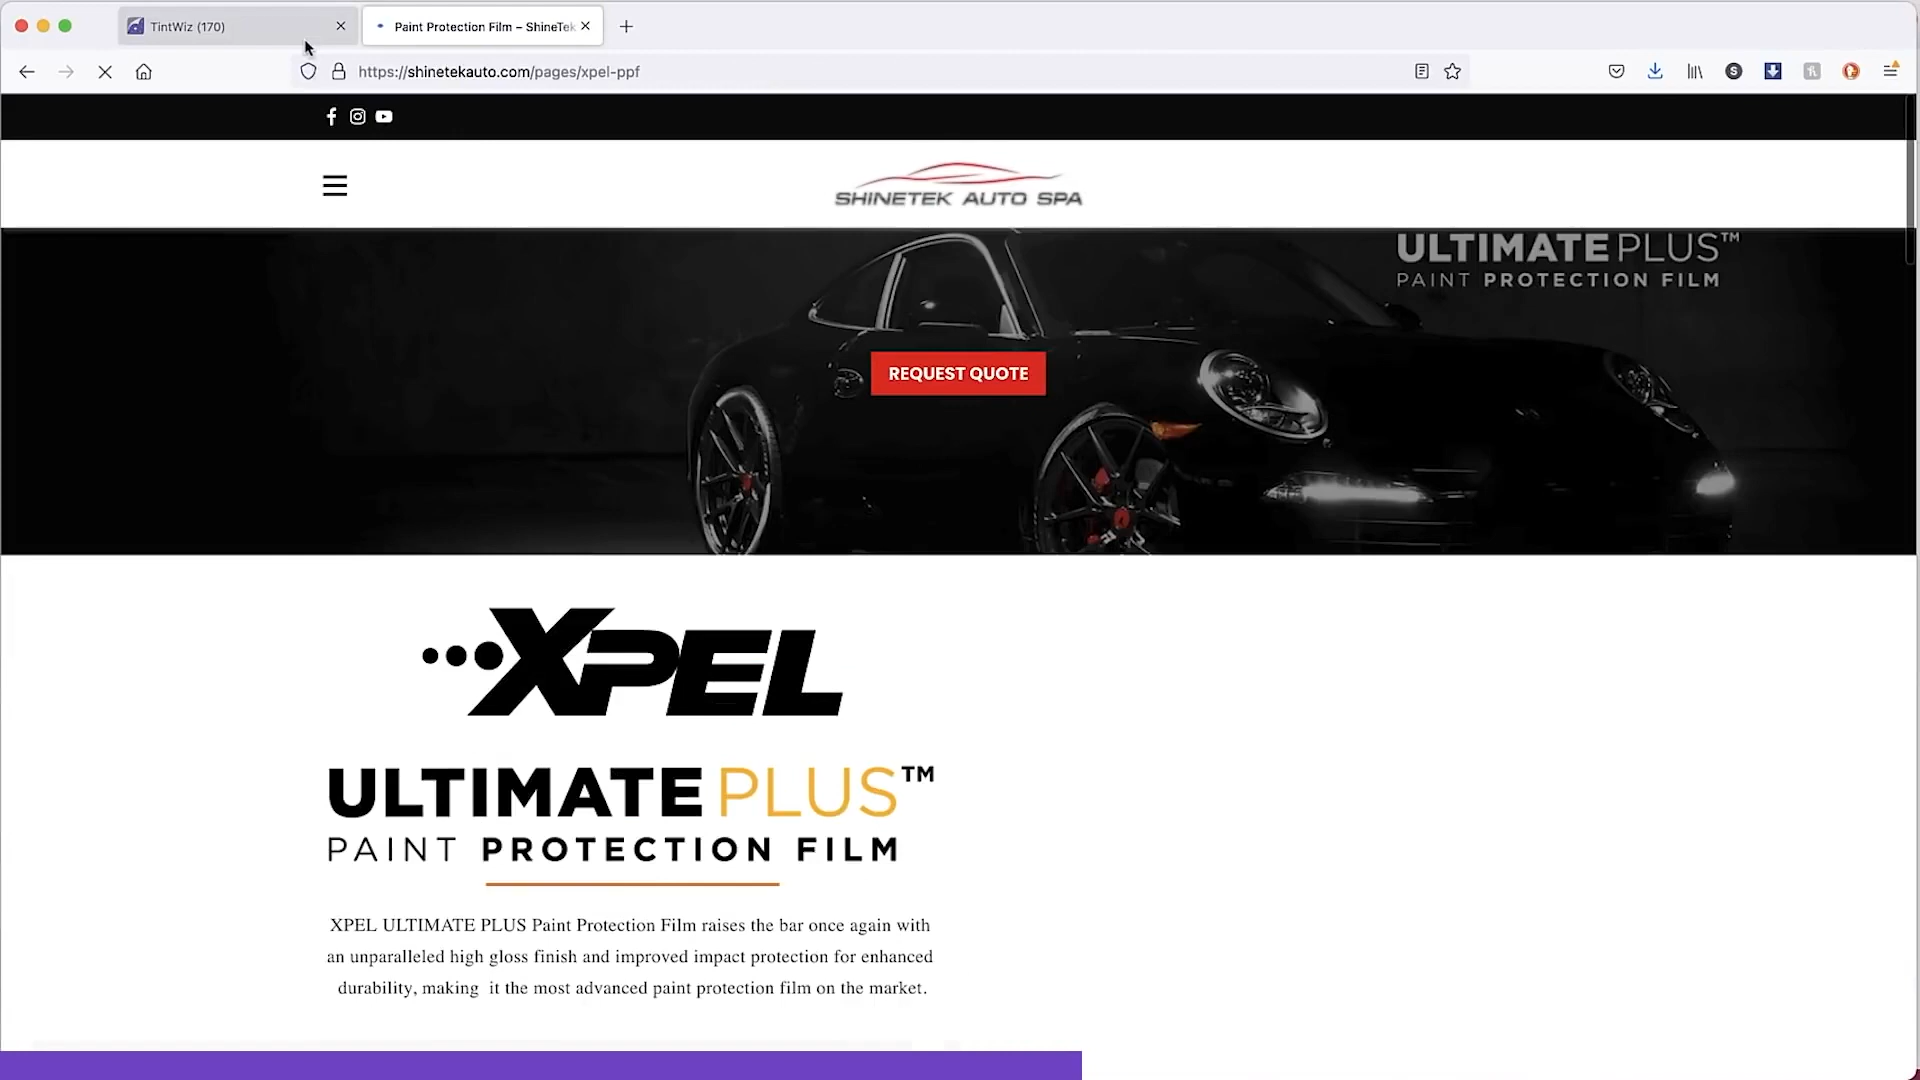 TintWiz (170)
Paint Protection Film – ShineTek
https://shinetekauto.com/pages/xpel-ppf
SHINETEK AUTO SPA
ULTIMATE PLUS™
PAINT PROTECTION FILM
REQUEST QUOTE
XPEL
ULTIMATE PLUS™
PAINT PROTECTION FILM
XPEL ULTIMATE PLUS Paint Protection Film raises the bar once again with
an unparalleled high gloss finish and improved impact protection for enhanced
durability, making  it the most advanced paint protection film on the market.